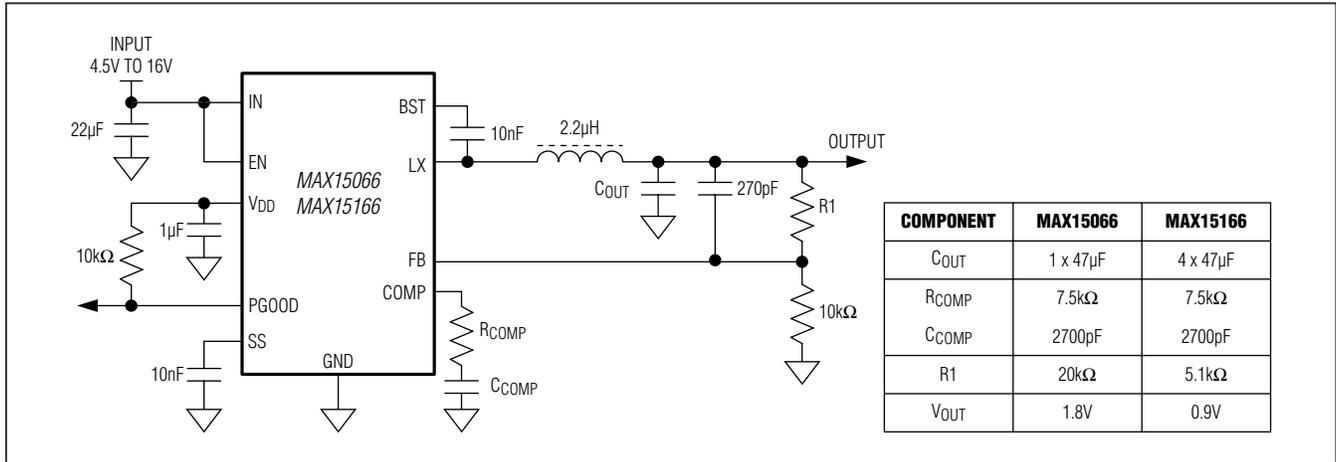 INPUT
4.5V TO 16V
22µF
IN
EN
VDD
1µF
10kΩ
PGOOD
SS
10nF
GND
MAX15066
MAX15166
BST
10nF
LX
2.2µH
OUTPUT
COUT
270pF
R1
FB
COMP
RCOMP
CCOMP
10kΩ
COMPONENT MAX15066 MAX15166
COUT 1 x 47µF 4 x 47µF
RCOMP 7.5kΩ 7.5kΩ
CCOMP 2700pF 2700pF
R1 20kΩ 5.1kΩ
VOUT 1.8V 0.9V